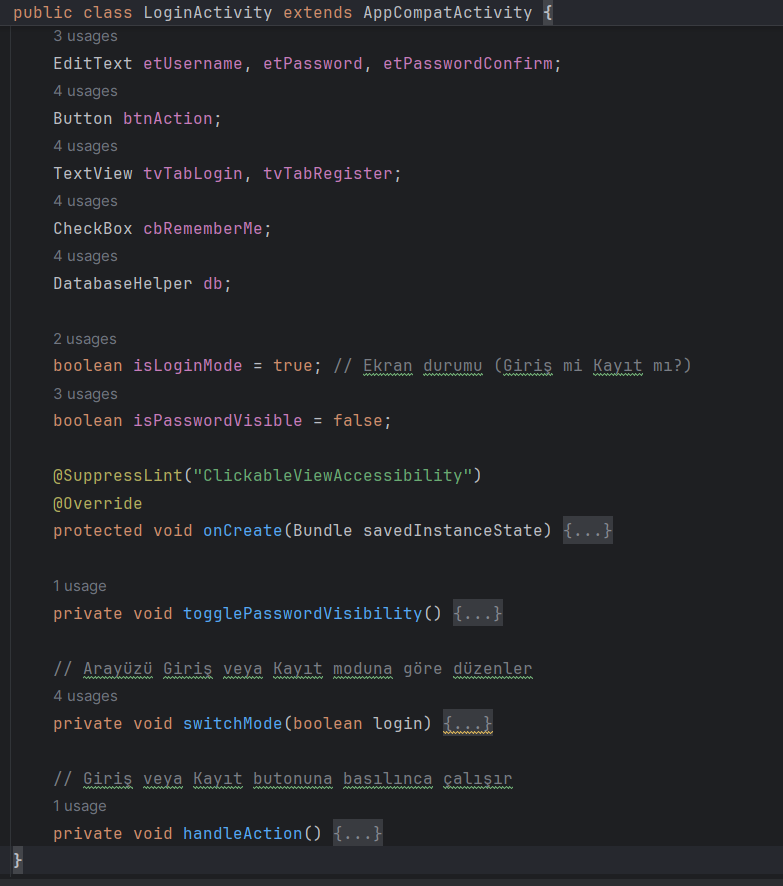 public class LoginActivity extends AppCompatActivity {
3 usages
EditText etUsername, etPassword, etPasswordConfirm;
4 usages
Button btnAction;
4 usages
TextView tvTabLogin, tvTabRegister;
4 usages
CheckBox cbRememberMe;
4 usages
DatabaseHelper db;
2 usages
boolean isLoginMode = true; // Ekran durumu (Giriş mi Kayıt mı?)
3 usages
boolean isPasswordVisible = false;
@SuppressLint("ClickableViewAccessibility")
@Override
protected void onCreate(Bundle savedInstanceState) {...}
1 usage
private void togglePasswordVisibility() {...}
// Arayüzü Giriş veya Kayıt moduna göre düzenler
4 usages
private void switchMode(boolean login) {...}
// Giriş veya Kayıt butonuna basılınca çalışır
1 usage
private void handleAction() {...}
}